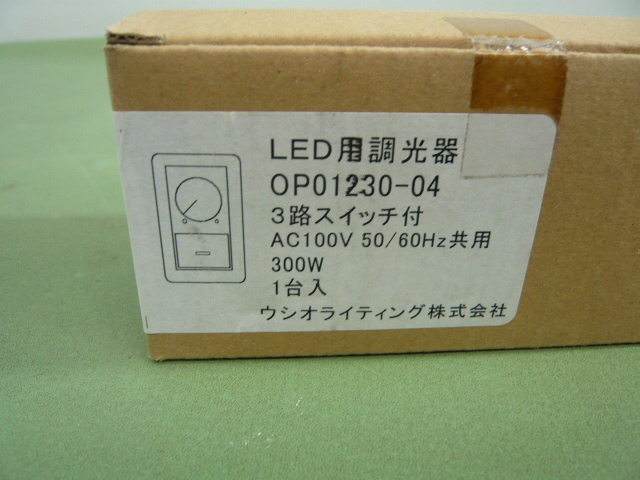 LED用調光器
OP01230-04
3路スイッチ付
AC100V 50/60Hz共用
300W
1台入
ウシオライティング株式会社